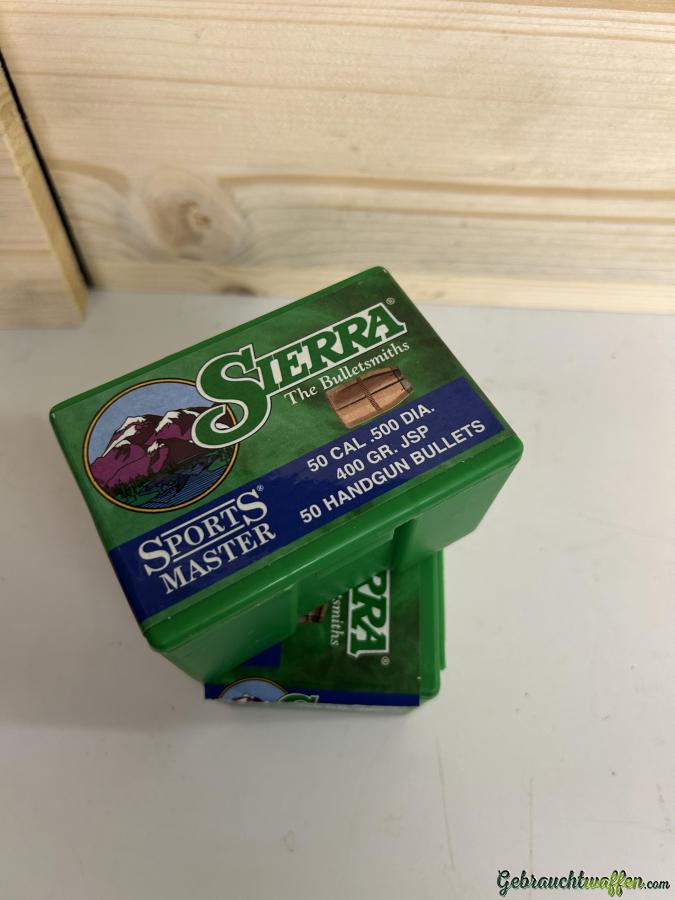 SIERRA®
The Bulletsmiths
50 CAL .500 DIA.
400 GR. JSP
50 HANDGUN BULLETS
SPORTS®
MASTER
Gebrauchtwaffen.com